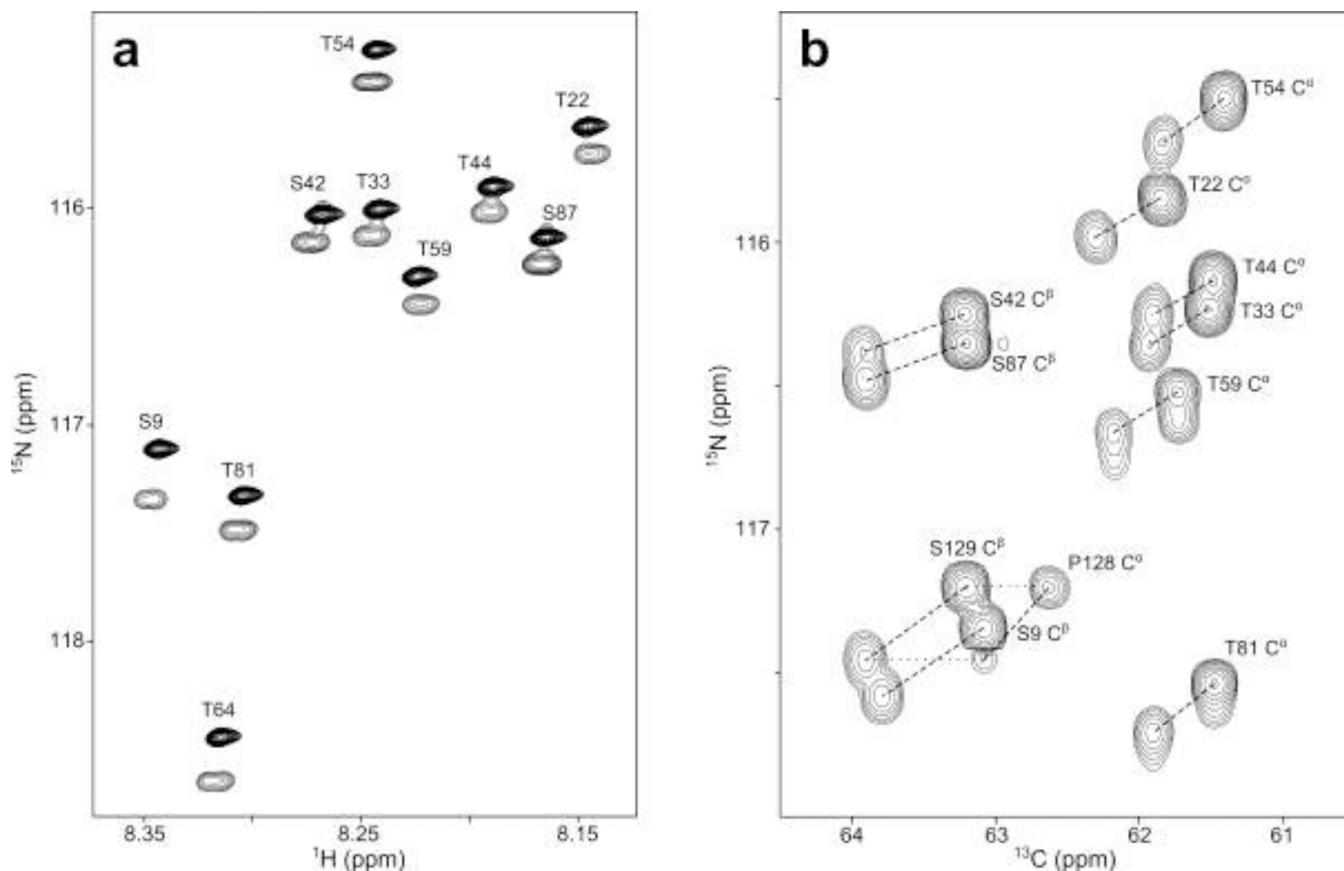 a
T54
T22
T44
S42
T33
S87
T59
S9
T81
T64
116
117
118
¹⁵N (ppm)
8.35
8.25
8.15
¹H (ppm)
b
T54 Cᵅ
T22 Cᵅ
T44 Cᵅ
S42 Cᵝ
T33 Cᵅ
S87 Cᵝ
T59 Cᵅ
S129 Cᵝ
P128 Cᵅ
S9 Cᵝ
T81 Cᵅ
116
117
¹⁵N (ppm)
64
63
62
61
¹³C (ppm)